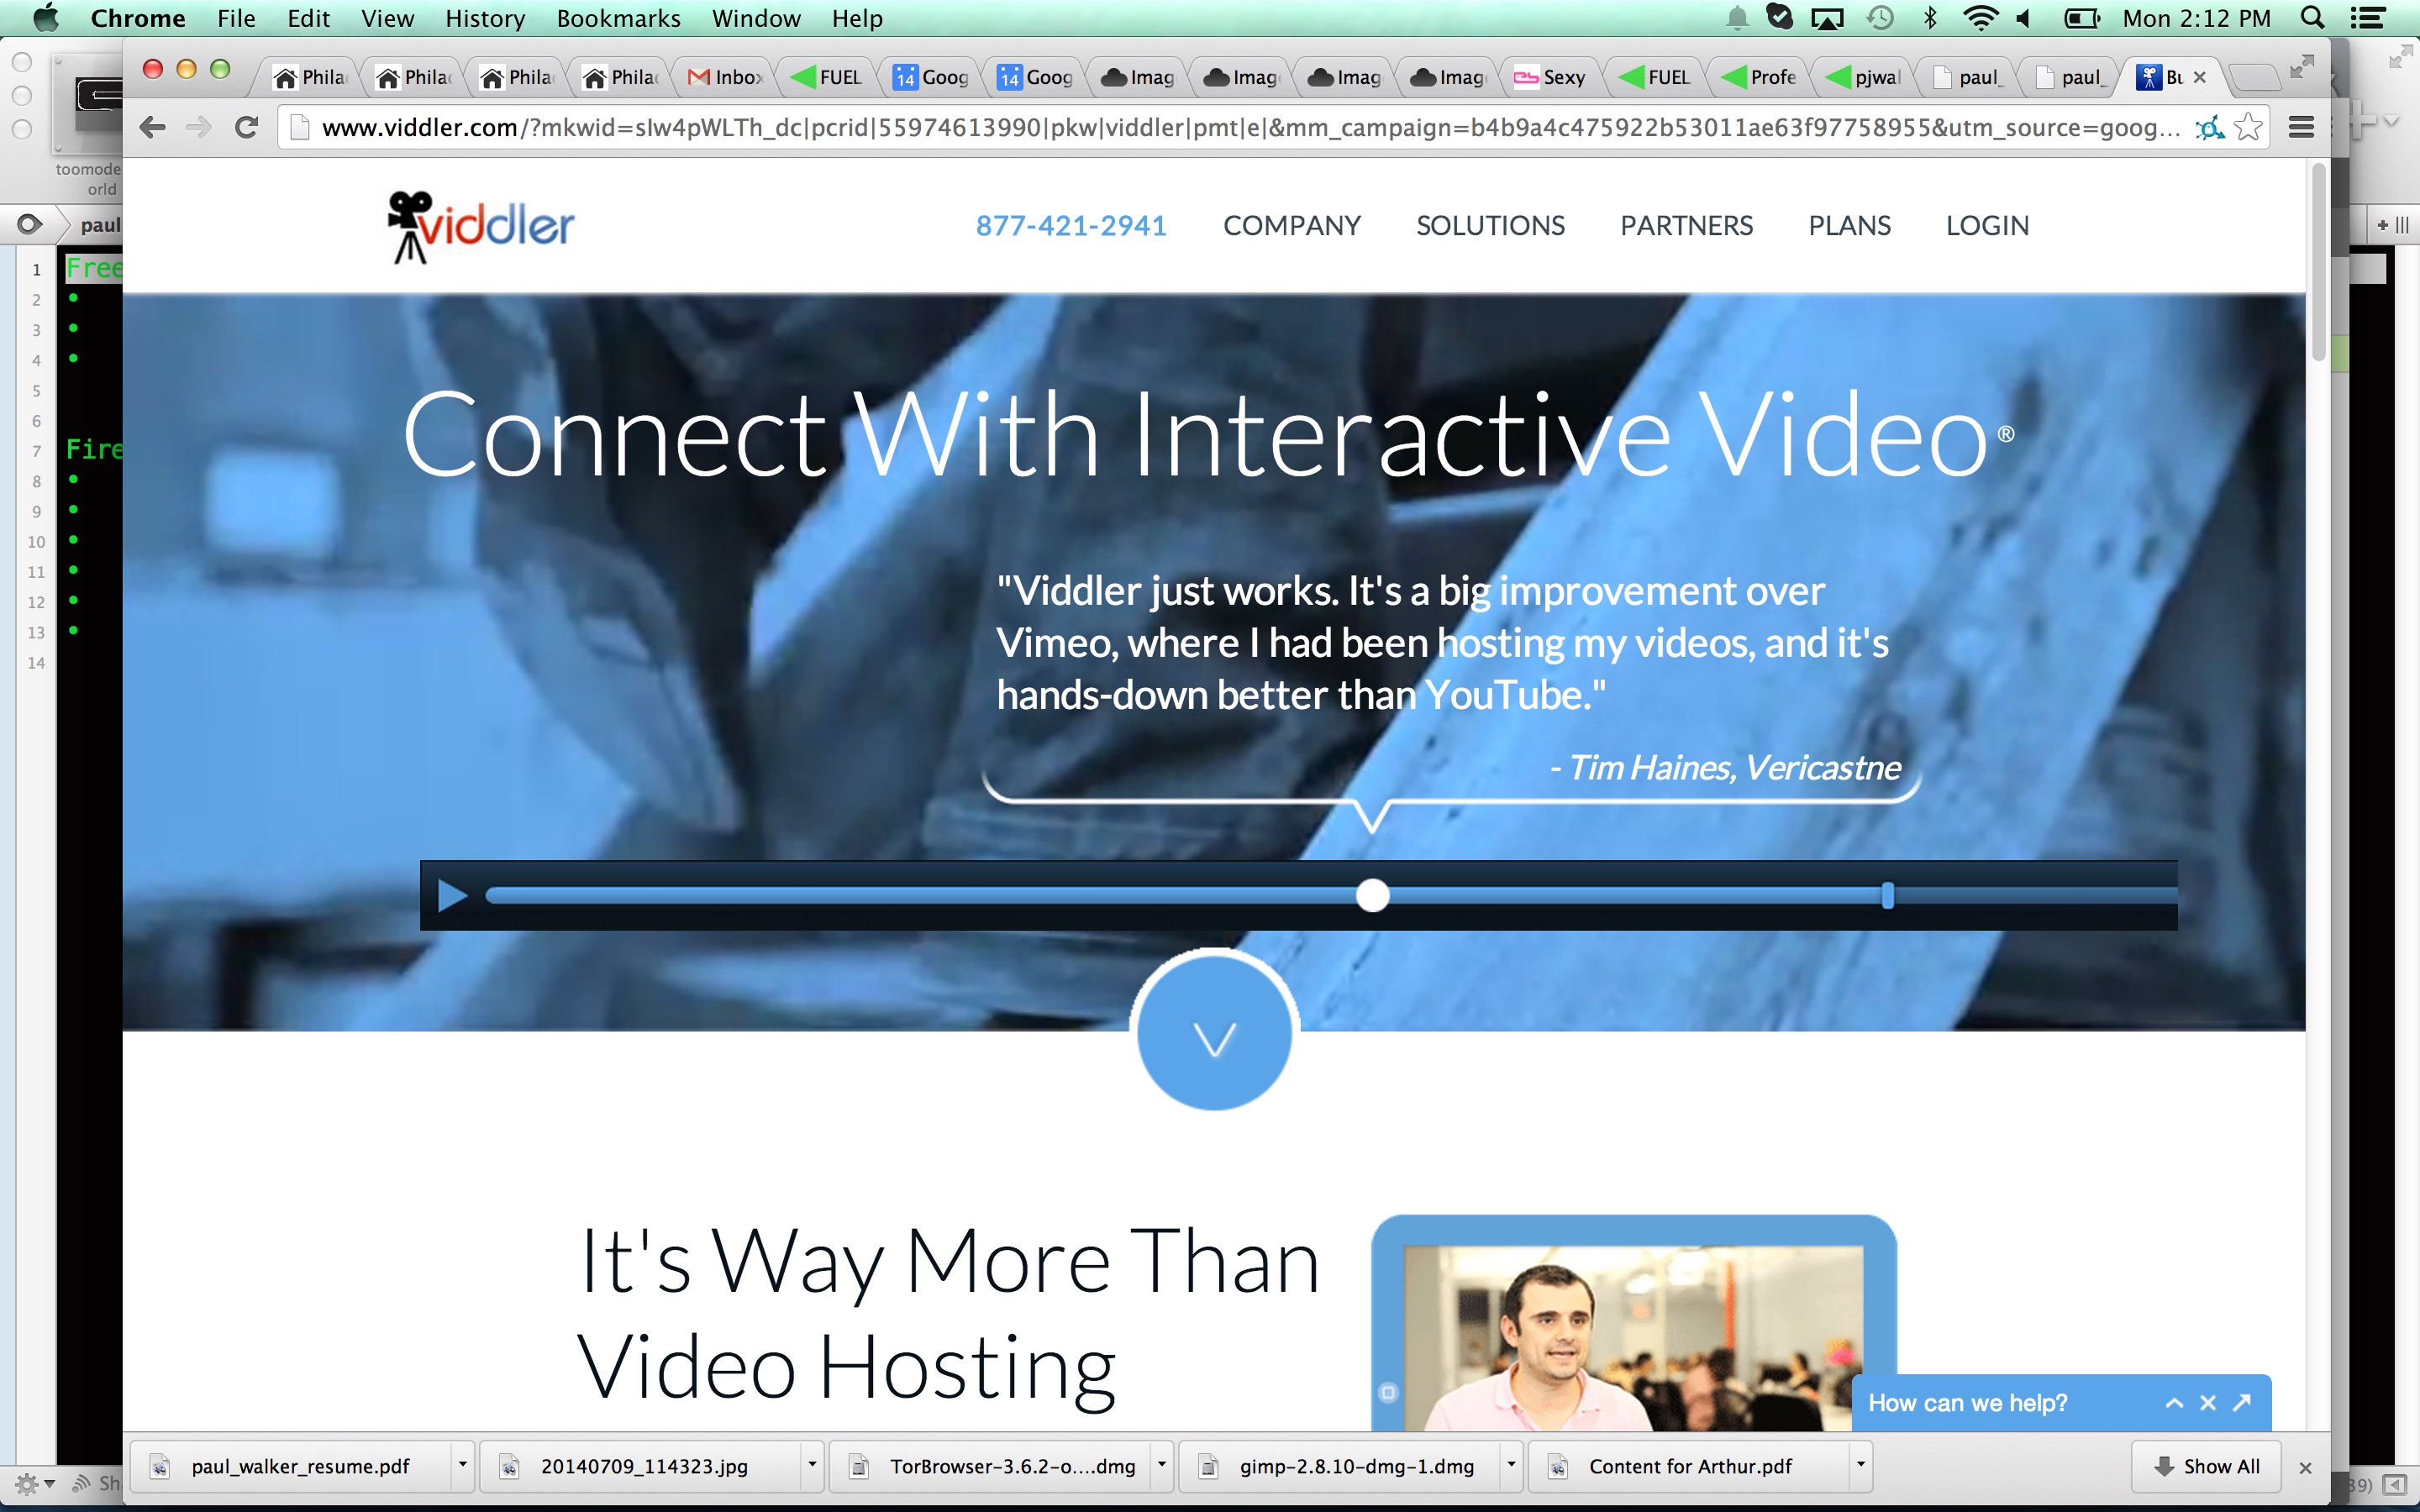 Chrome File Edit View History Bookmarks Window Help Mon 2:12 PM
Phila Phila Phila Phila Inbo FUEL 14 Goog 14 Goog Imag Imag Imag Imag Sexy FUEL Profe pjwal paul_ paul_ Bu
www.viddler.com/?mkwid=sIw4pWLTh_dc|pcrid|55974613990|pkw|viddler|pmt|e|&mm_campaign=b4b9a4c475922b53011ae63f97758955&utm_source=goog...
toomode
orld
paul
viddler
877-421-2941 COMPANY SOLUTIONS PARTNERS PLANS LOGIN
1 Free
2
3
4
5
6
7 Fire
8
9
10
11
12
13
14
Connect With Interactive Video®
"Viddler just works. It's a big improvement over
Vimeo, where I had been hosting my videos, and it's
hands-down better than YouTube."
- Tim Haines, Vericastne
It's Way More Than
Video Hosting
How can we help?
paul_walker_resume.pdf 20140709_114323.jpg TorBrowser-3.6.2-o....dmg gimp-2.8.10-dmg-1.dmg Content for Arthur.pdf Show All
Sh
39)